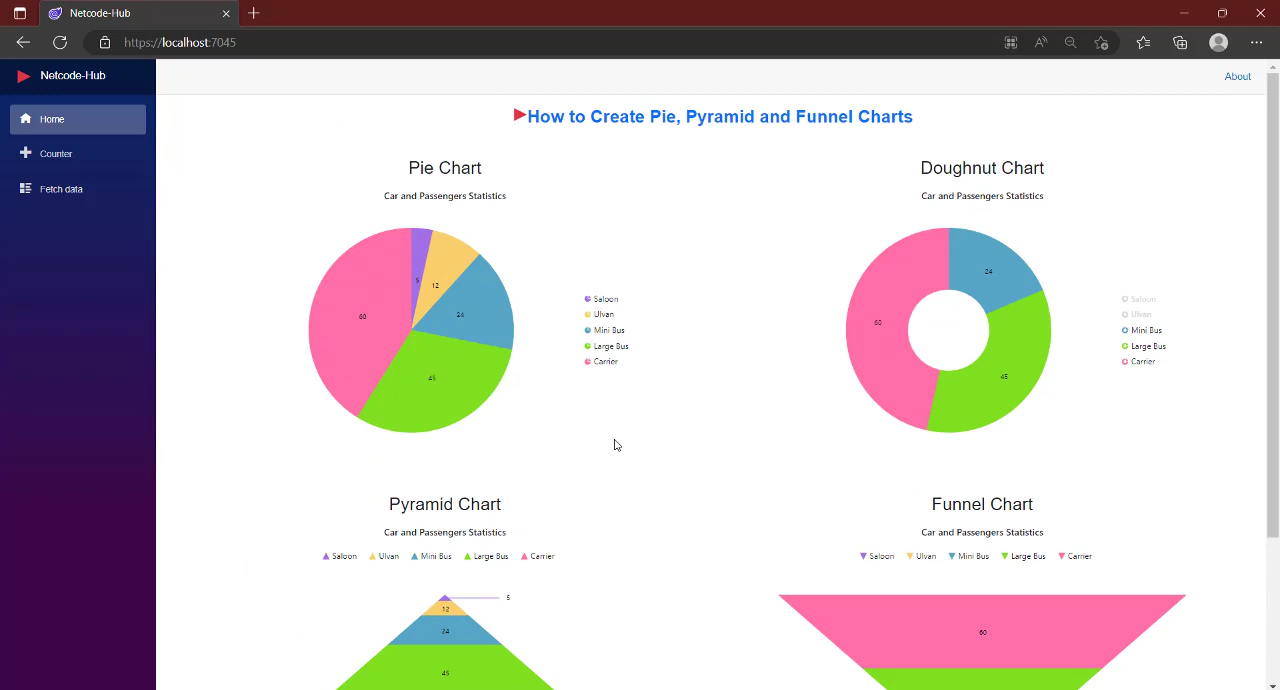 Netcode-Hub
https://localhost:7045
Netcode-Hub
About
Home
Counter
Fetch data
How to Create Pie, Pyramid and Funnel Charts
Pie Chart
Car and Passengers Statistics
5
12
24
45
60
Saloon
Ulvan
Mini Bus
Large Bus
Carrier
Doughnut Chart
Car and Passengers Statistics
24
45
60
Saloon
Ulvan
Mini Bus
Large Bus
Carrier
Pyramid Chart
Car and Passengers Statistics
Saloon Ulvan Mini Bus Large Bus Carrier
5
12
24
45
Funnel Chart
Car and Passengers Statistics
Saloon Ulvan Mini Bus Large Bus Carrier
60